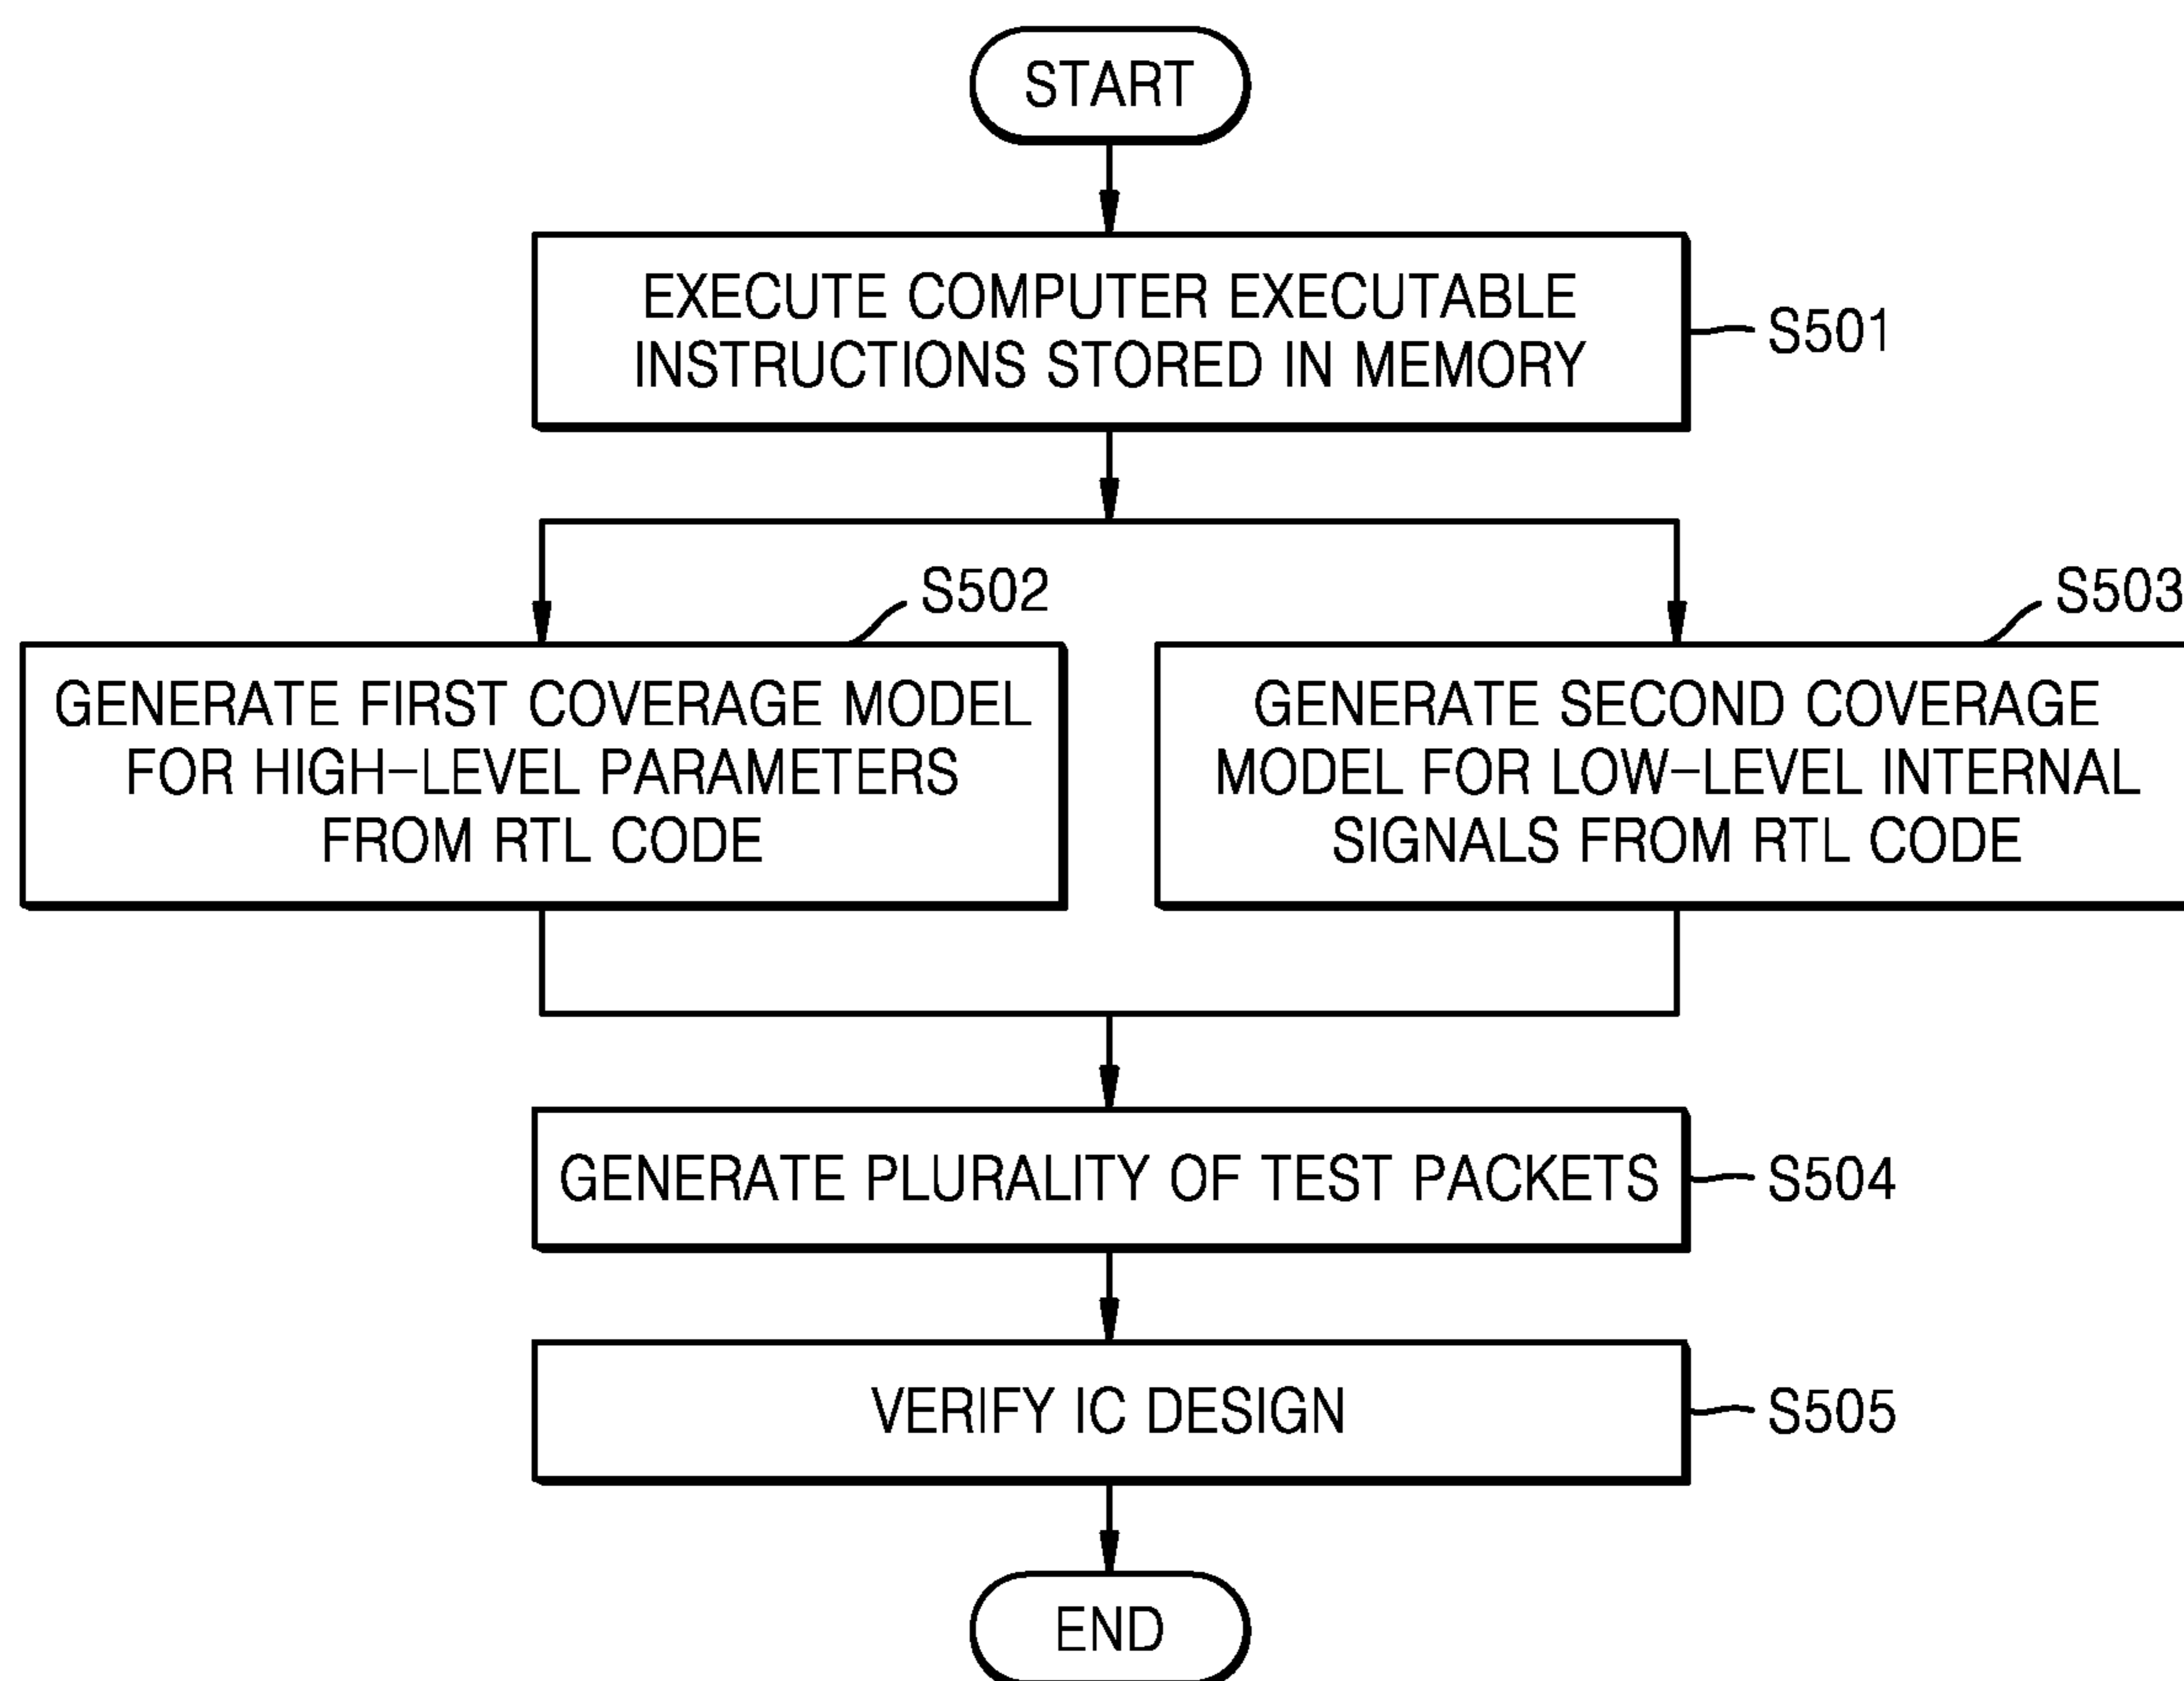 START
EXECUTE COMPUTER EXECUTABLE
INSTRUCTIONS STORED IN MEMORY
S501
S502
GENERATE FIRST COVERAGE MODEL
FOR HIGH-LEVEL PARAMETERS
FROM RTL CODE
S503
GENERATE SECOND COVERAGE
MODEL FOR LOW-LEVEL INTERNAL
SIGNALS FROM RTL CODE
GENERATE PLURALITY OF TEST PACKETS
S504
VERIFY IC DESIGN
S505
END